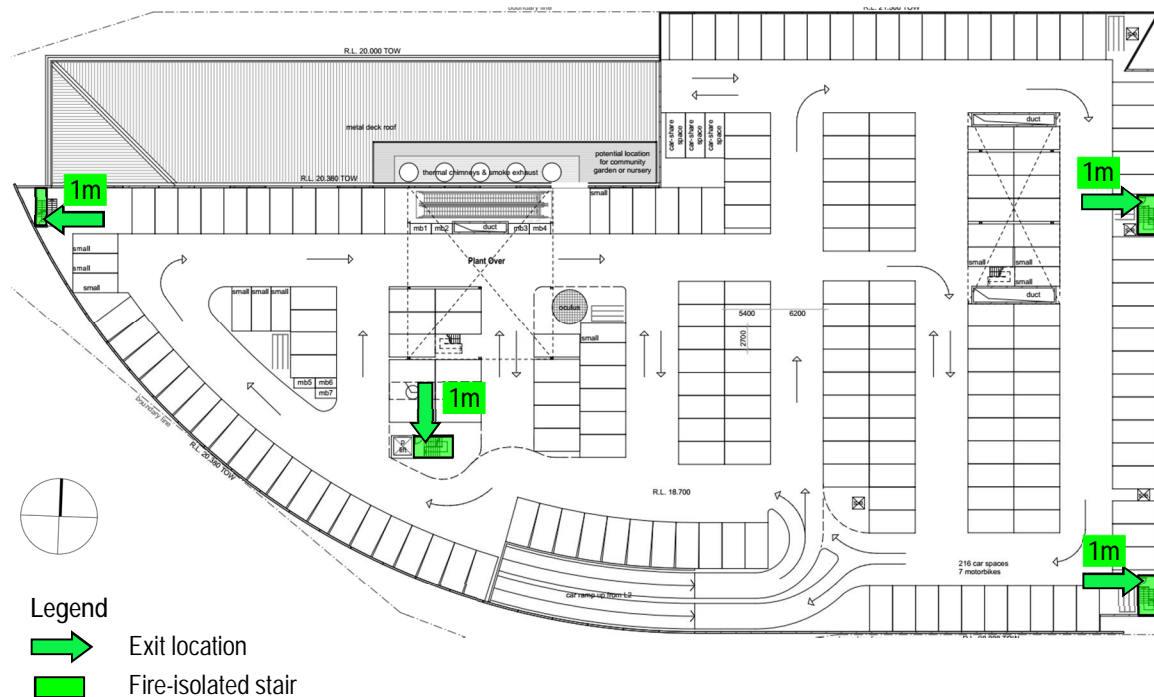 boundary line
R.L. 21.300 TOW
R.L. 20.000 TOW
metal deck roof
car-share
space
car-share
space
car-share
space
duct
potential location
for community
garden or nursery
thermal chimneys & smoke exhaust
R.L. 20.380 TOW
1m
small
1m
mb1
mb2
duct
mb3
mb4
small
small
small
Plant Over
small
small
small
small
small
small
small
duct
oculus
5400
6200
2700
small
mb5
mb6
mb7
1m
boundary line
R.L. 20.380 TOW
lift
R.L. 18.700
216 car spaces
7 motorbikes
1m
car ramp up from L2
Legend
Exit location
Fire-isolated stair